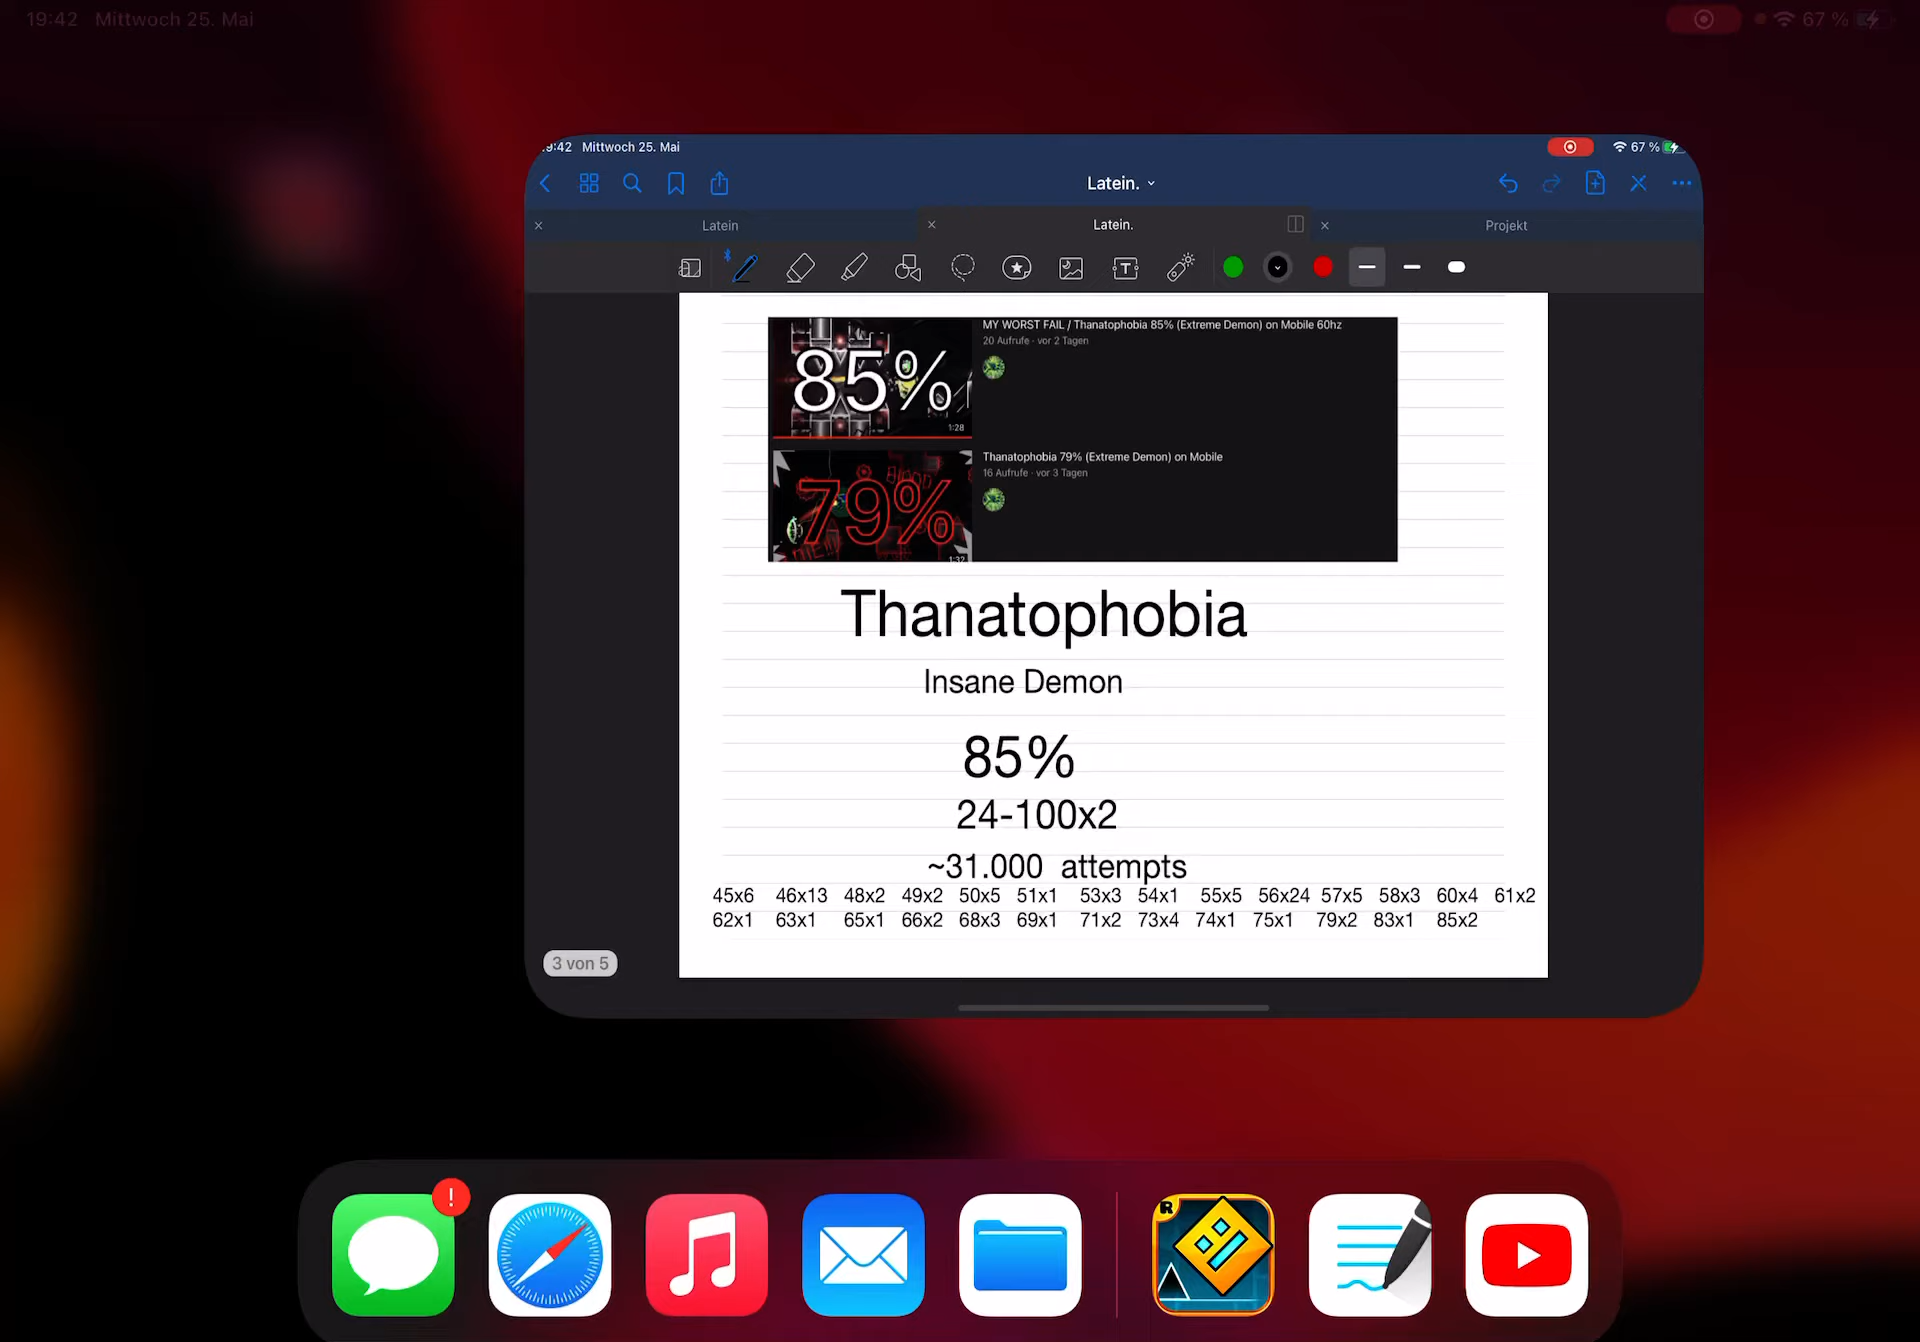 19:42 Mittwoch 25. Mai
67 %
9:42 Mittwoch 25. Mai
67 %
Latein.
Latein
Latein.
Projekt
T
85%
1:28
MY WORST FAIL / Thanatophobia 85% (Extreme Demon) on Mobile 60hz
20 Aufrufe · vor 2 Tagen
BLOOD
79%
DIE!!!
1:32
Thanatophobia 79% (Extreme Demon) on Mobile
16 Aufrufe · vor 3 Tagen
Thanatophobia
Insane Demon
85%
24-100x2
~31.000 attempts
45x6 46x13 48x2 49x2 50x5 51x1 53x3 54x1 55x5 56x24 57x5 58x3 60x4 61x2
62x1 63x1 65x1 66x2 68x3 69x1 71x2 73x4 74x1 75x1 79x2 83x1 85x2
3 von 5
!
R